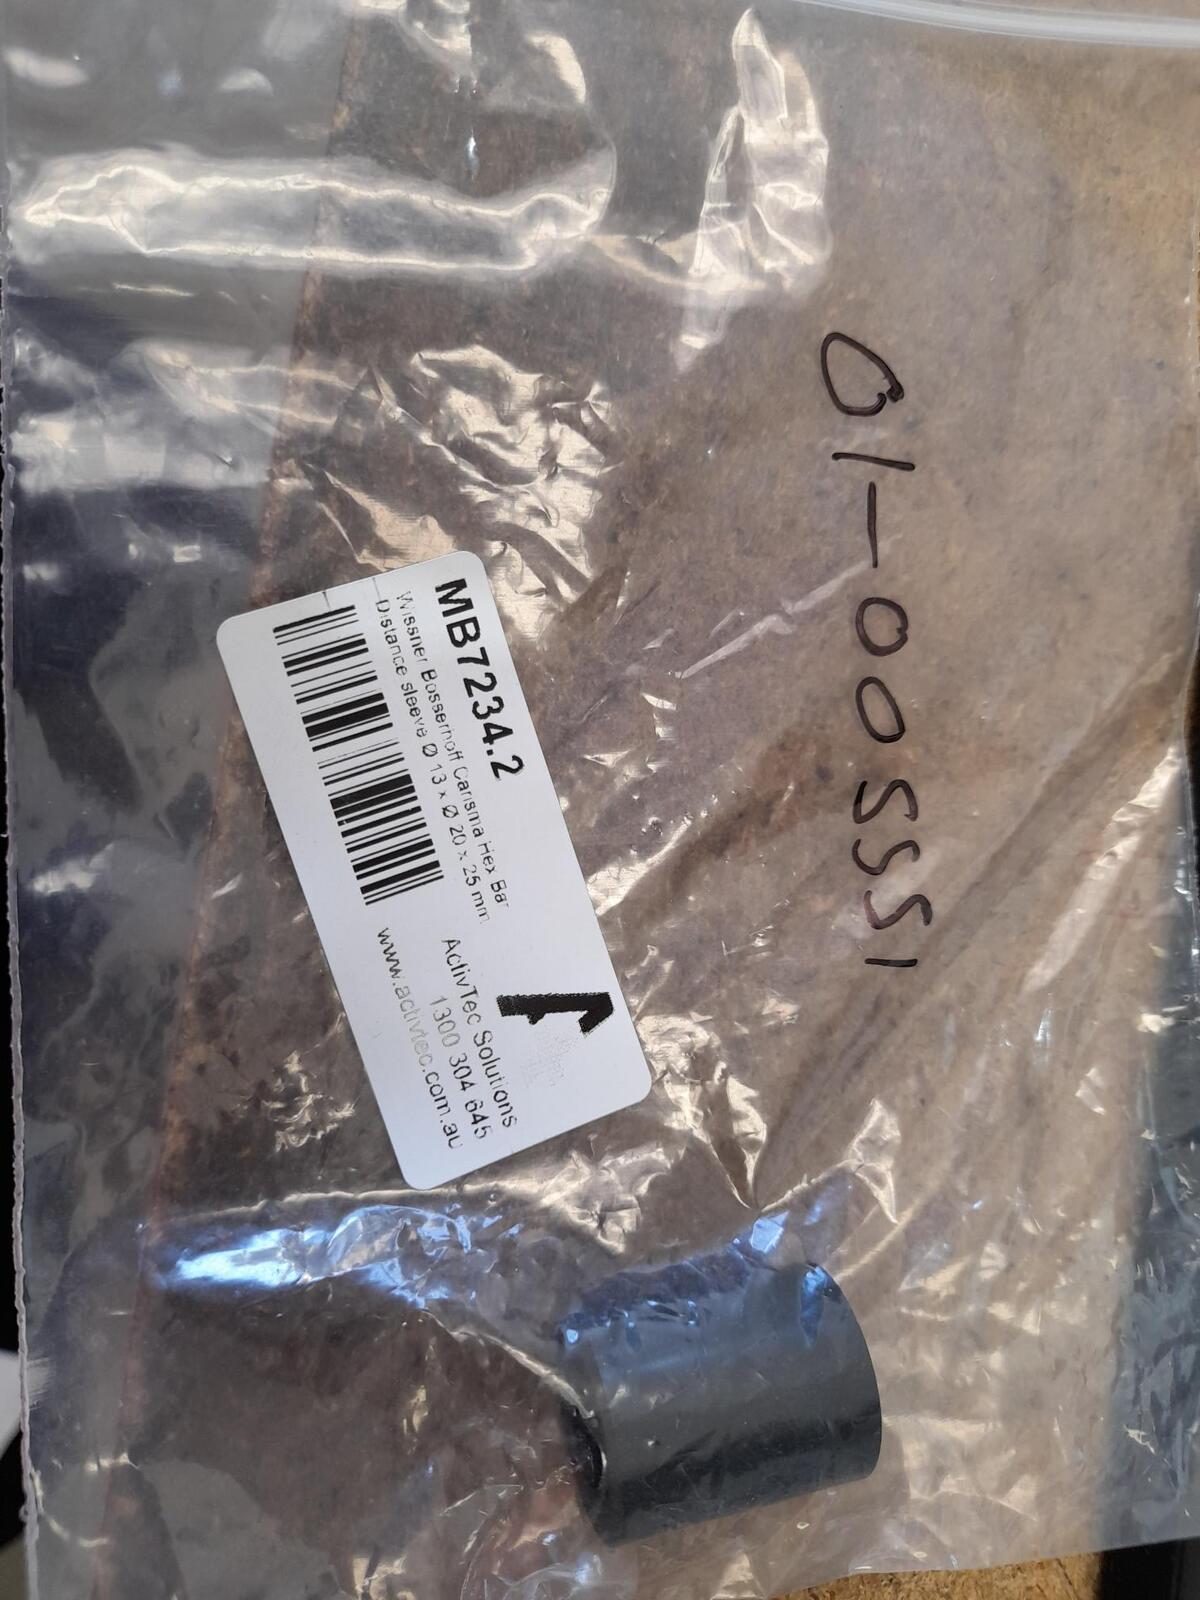 01-005551
MB7234.2
Wissner Bosserhoff Carisma Hex Bar
Distance sleeve Ø 13 x Ø 20 x 25 mm
ActivTec Solutions
1300 304 645
www.activtec.com.au